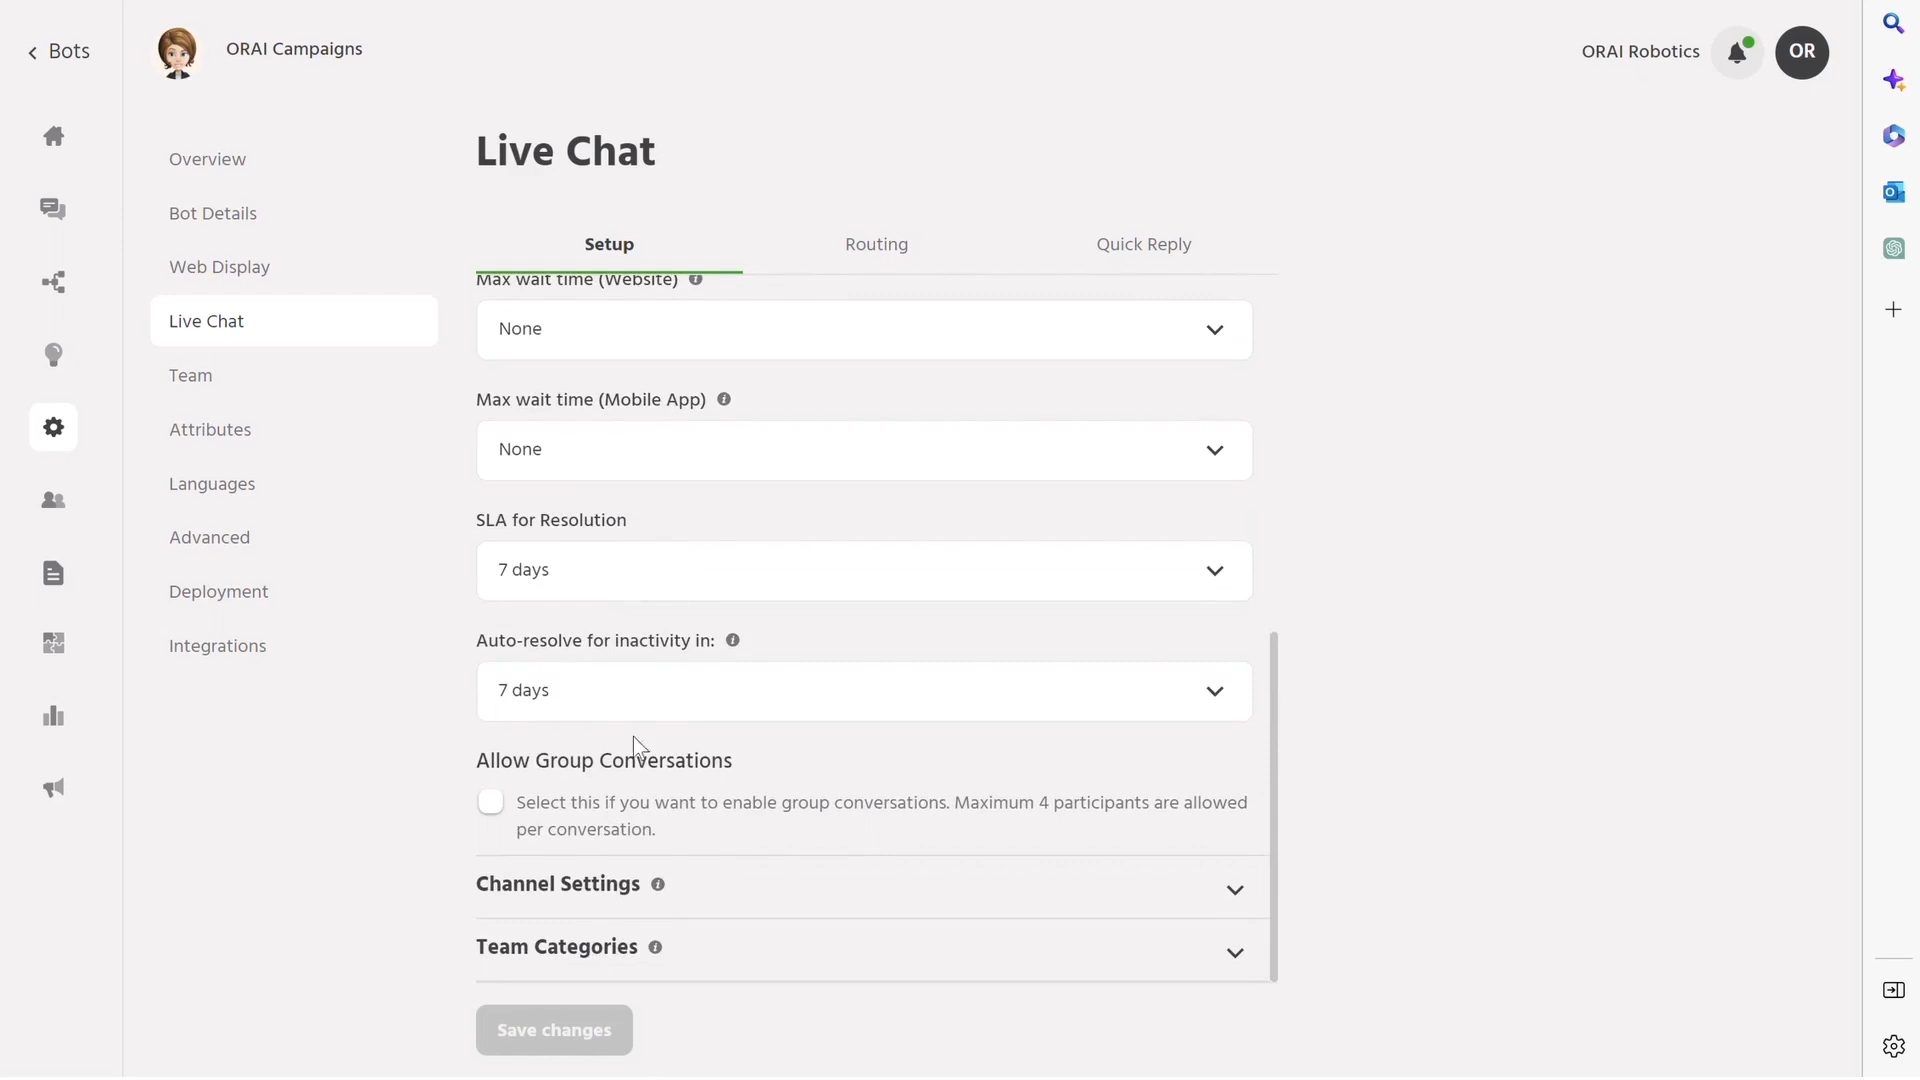 Bots
ORAI Campaigns
ORAI Robotics
OR
Overview
Bot Details
Web Display
Live Chat
Team
Attributes
Languages
Advanced
Deployment
Integrations
Live Chat
Setup
Routing
Quick Reply
Max wait time (Website)
None
Max wait time (Mobile App)
None
SLA for Resolution
7 days
Auto-resolve for inactivity in:
7 days
Allow Group Conversations
Select this if you want to enable group conversations. Maximum 4 participants are allowed
per conversation.
Channel Settings
Team Categories
Save changes